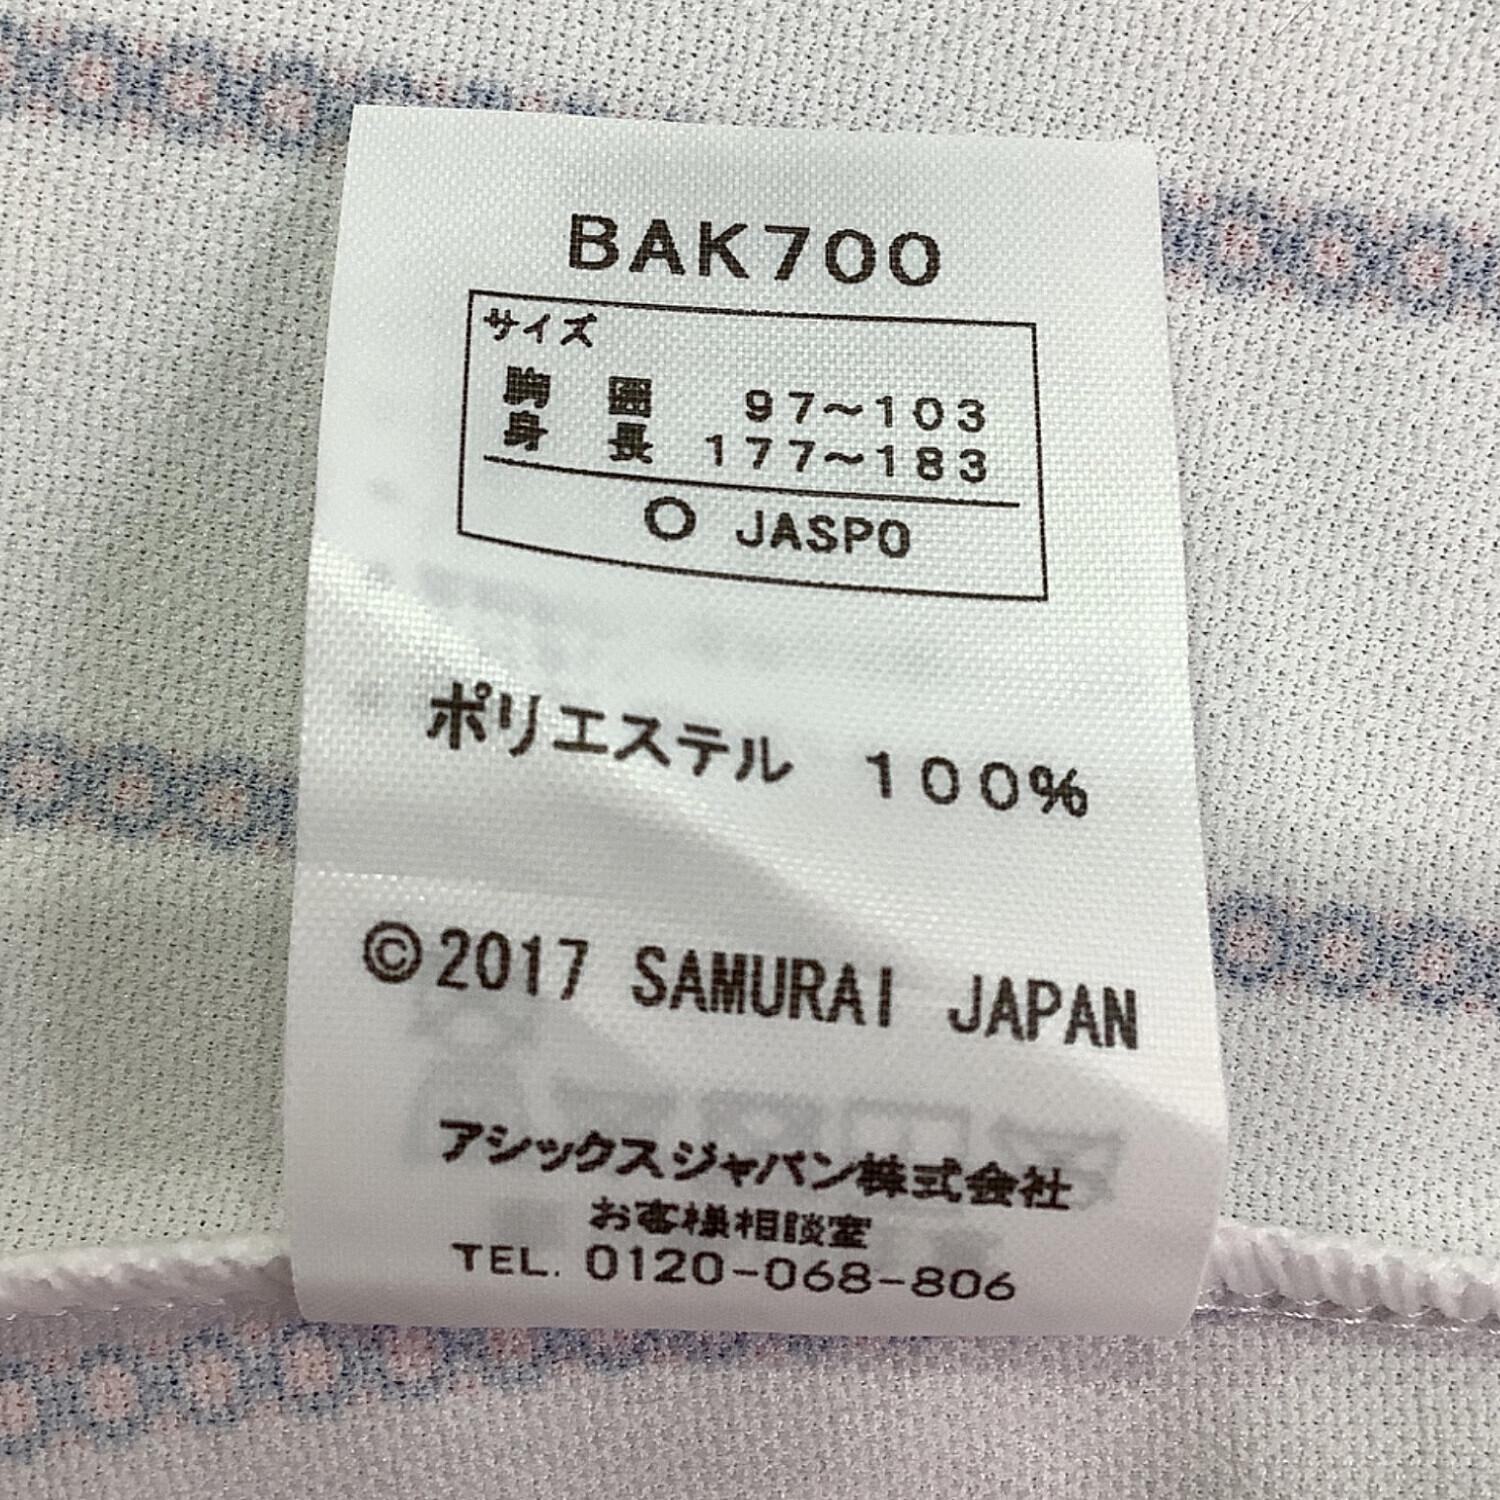 BAK700
サイズ
胸 囲 97～103
身 長 177～183
O JASPO
ポリエステル 100%
©2017 SAMURAI JAPAN
アシックスジャパン株式会社
お客様相談室
TEL. 0120-068-806